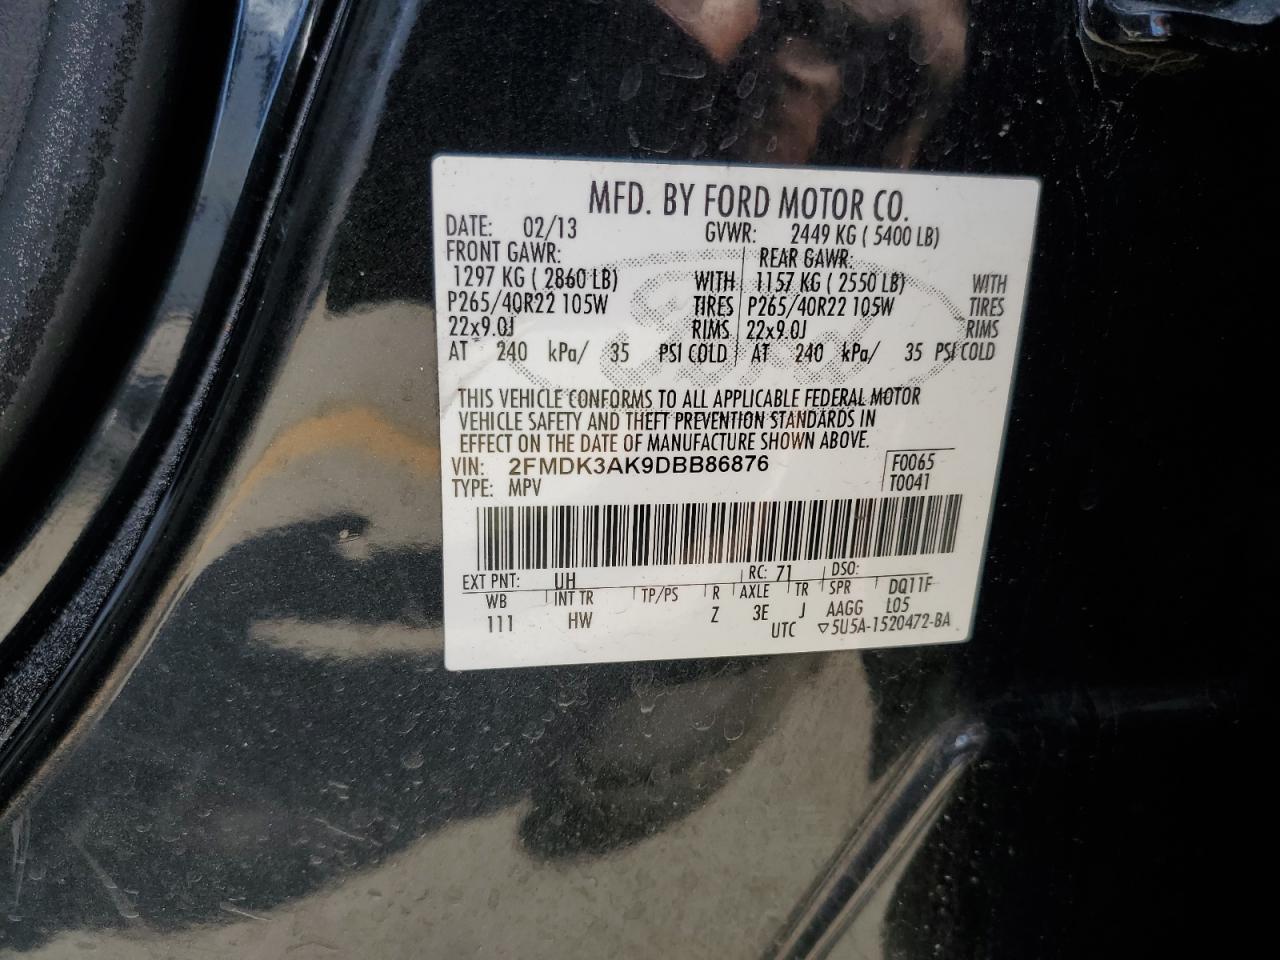 MFD. BY FORD MOTOR CO.
DATE: 02/13 GVWR: 2449 KG ( 5400 LB)
FRONT GAWR: REAR GAWR:
1297 KG ( 2860 LB) WITH 1157 KG ( 2550 LB) WITH
P265/40R22 105W TIRES P265/40R22 105W TIRES
22x9.0J RIMS 22x9.0J RIMS
AT 240 kPa/ 35 PSI COLD AT 240 kPa/ 35 PSI COLD
Ford
THIS VEHICLE CONFORMS TO ALL APPLICABLE FEDERAL MOTOR
VEHICLE SAFETY AND THEFT PREVENTION STANDARDS IN
EFFECT ON THE DATE OF MANUFACTURE SHOWN ABOVE.
VIN: 2FMDK3AK9DBB86876 F0065
TYPE: MPV T0041
EXT PNT: UH RC: 71 DSO:
WB INT TR TP/PS R AXLE TR SPR DQ11F
111 HW Z 3E J AAGG L05
UTC ▽5U5A-1520472-BA